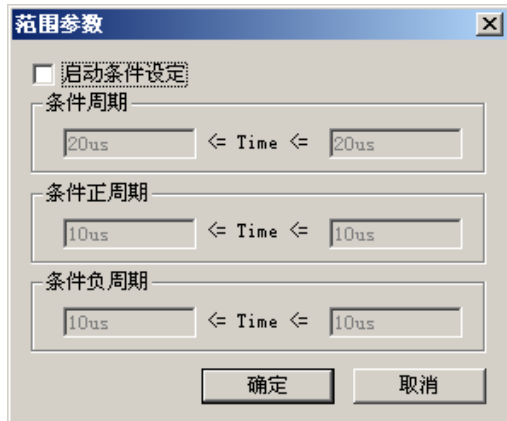 范围参数
启动条件设定
条件周期
20us <= Time <= 20us
条件正周期
10us <= Time <= 10us
条件负周期
10us <= Time <= 10us
确定 取消